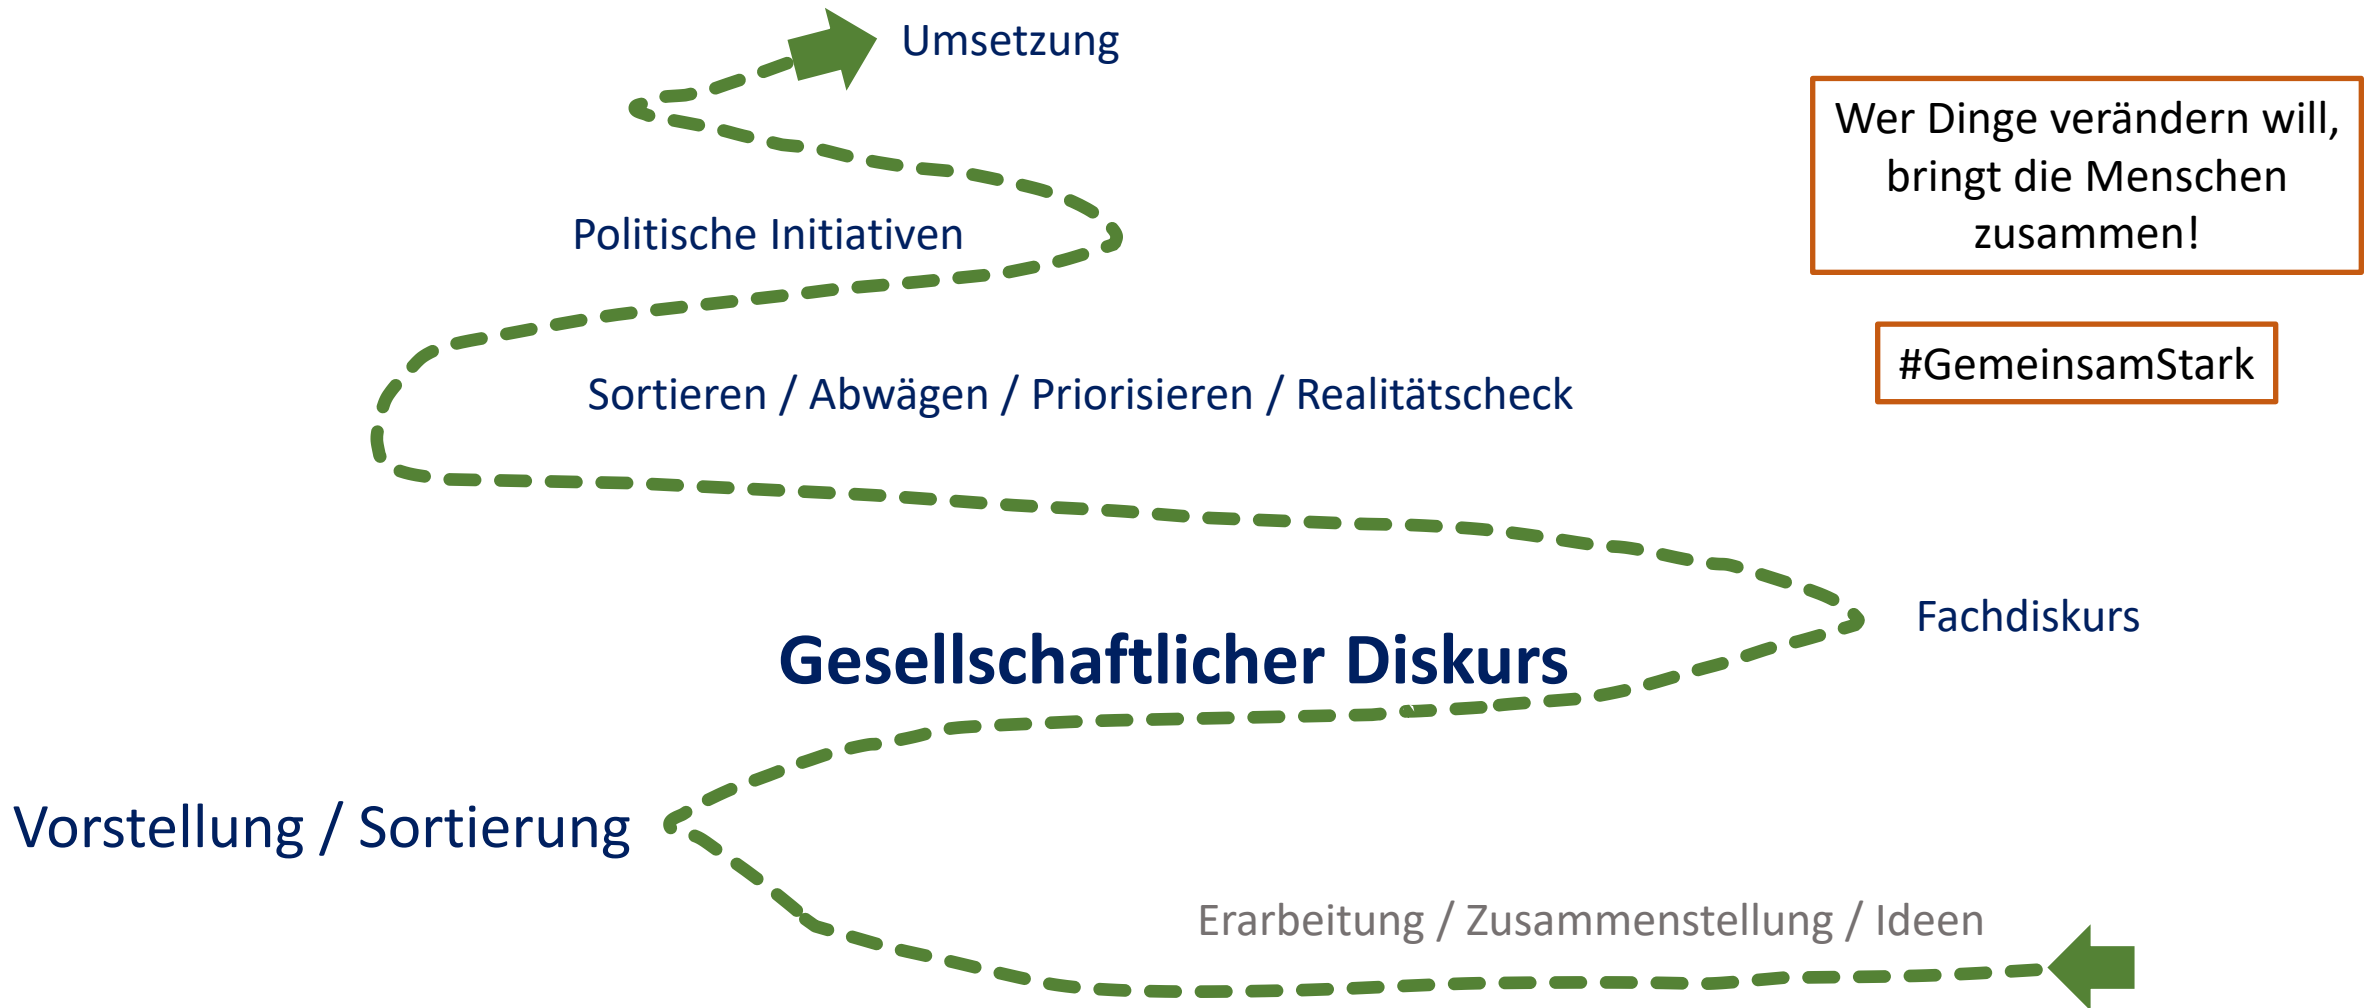 Umsetzung
Wer Dinge verändern will,
bringt die Menschen
zusammen!
Politische Initiativen
#GemeinsamStark
Sortieren / Abwägen / Priorisieren / Realitätscheck
Fachdiskurs
Gesellschaftlicher Diskurs
Vorstellung / Sortierung
Erarbeitung / Zusammenstellung / Ideen